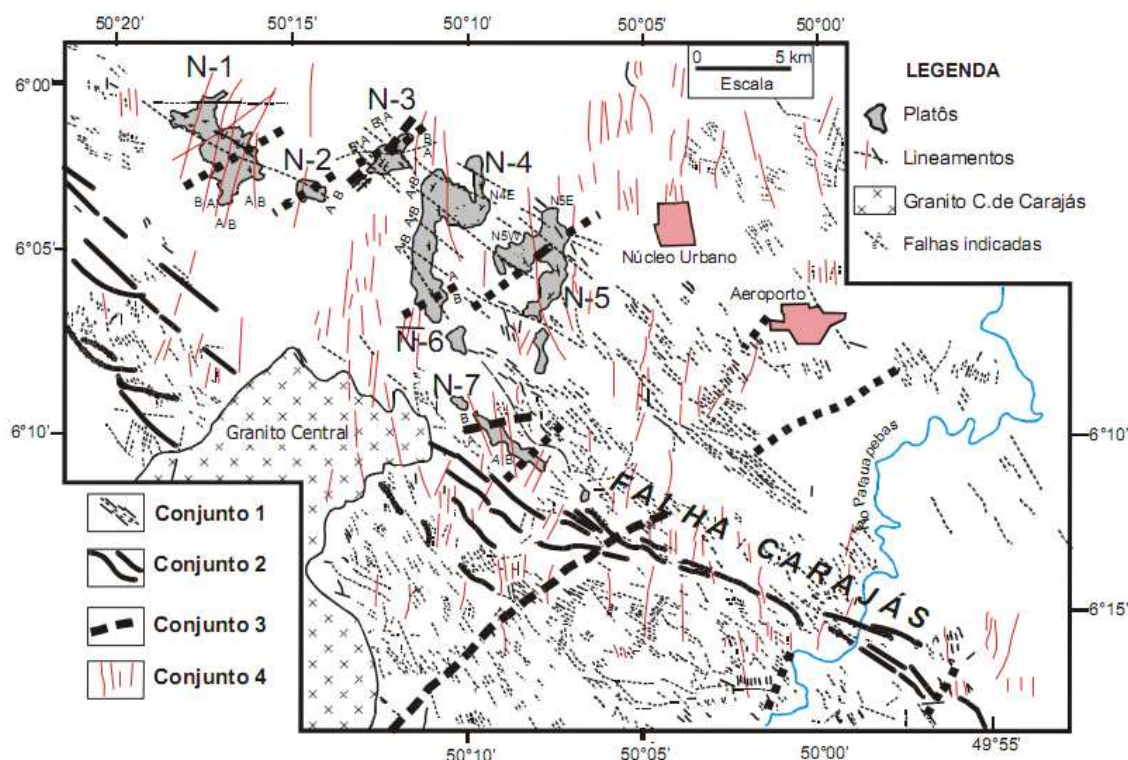 50°20' 50°15' 50°10' 50°05' 50°00'
6°00'
6°05'
6°10'
0 5 km
Escala
N-1
N-2
N-3
N-4
N4E
N5E
N5W
N-5
N-6
N-7
Núcleo Urbano
Aeroporto
Granito Central
FALHA CARAJÁS
LEGENDA
Platôs
Lineamentos
Granito C.de Carajás
Falhas indicadas
6°10'
6°15'
Conjunto 1
Conjunto 2
Conjunto 3
Conjunto 4
50°10' 50°05' 50°00' 49°55'